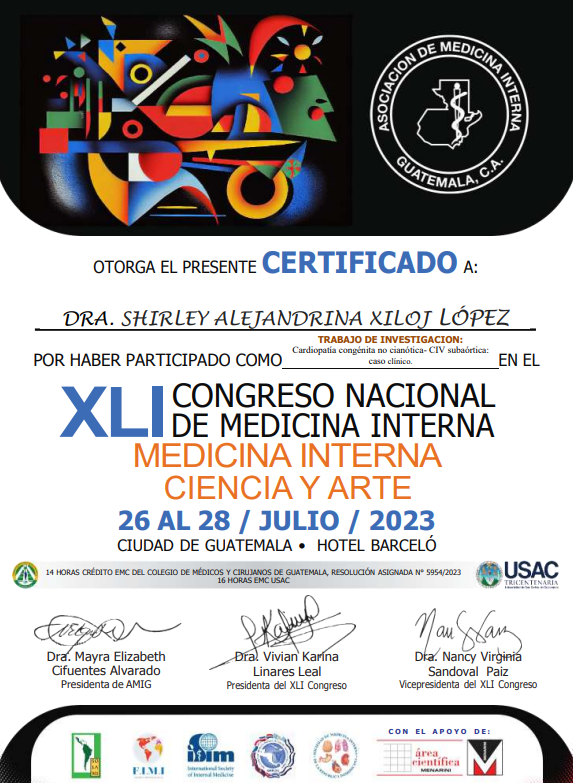 ASOCIACION DE MEDICINA INTERNA
GUATEMALA, C.A.
OTORGA EL PRESENTE CERTIFICADO A:
DRA. SHIRLEY ALEJANDRINA XILOJ LÓPEZ
TRABAJO DE INVESTIGACION:
Cardiopatía congénita no cianótica- CIV subaórtica:
caso clínico.
POR HABER PARTICIPADO COMO EN EL
XLI CONGRESO NACIONAL
DE MEDICINA INTERNA
MEDICINA INTERNA
CIENCIA Y ARTE
26 AL 28 / JULIO / 2023
CIUDAD DE GUATEMALA • HOTEL BARCELÓ
14 HORAS CRÉDITO EMC DEL COLEGIO DE MÉDICOS Y CIRUJANOS DE GUATEMALA, RESOLUCIÓN ASIGNADA N° 5954/2023
16 HORAS EMC USAC
USAC
TRICENTENARIA
Dra. Mayra Elizabeth
Cifuentes Alvarado
Presidenta de AMIG
Dra. Vivian Karina
Linares Leal
Presidenta del XLI Congreso
Dra. Nancy Virginia
Sandoval Paiz
Vicepresidenta del XLI Congreso
CON EL APOYO DE:
F.I.M.I
isim
International Society
of Internal Medicine
área
científica
MENARINI